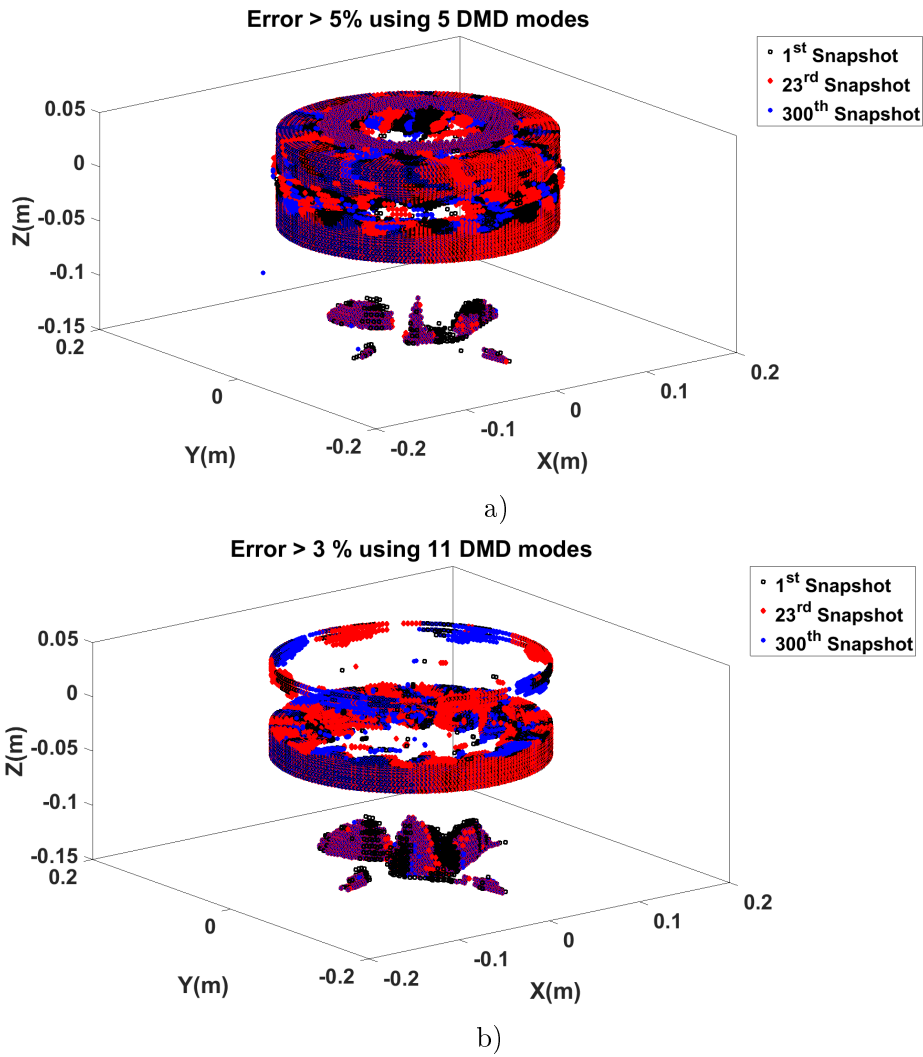 Error > 5% using 5 DMD modes
1st Snapshot
23rd Snapshot
300th Snapshot
0.05
0
-0.05
-0.1
-0.15
Z(m)
0.2
0
-0.2
Y(m)
-0.2
-0.1
0
0.1
0.2
X(m)
a)
Error > 3 % using 11 DMD modes
1st Snapshot
23rd Snapshot
300th Snapshot
0.05
0
-0.05
-0.1
-0.15
Z(m)
0.2
0
-0.2
Y(m)
-0.2
-0.1
0
0.1
0.2
X(m)
b)